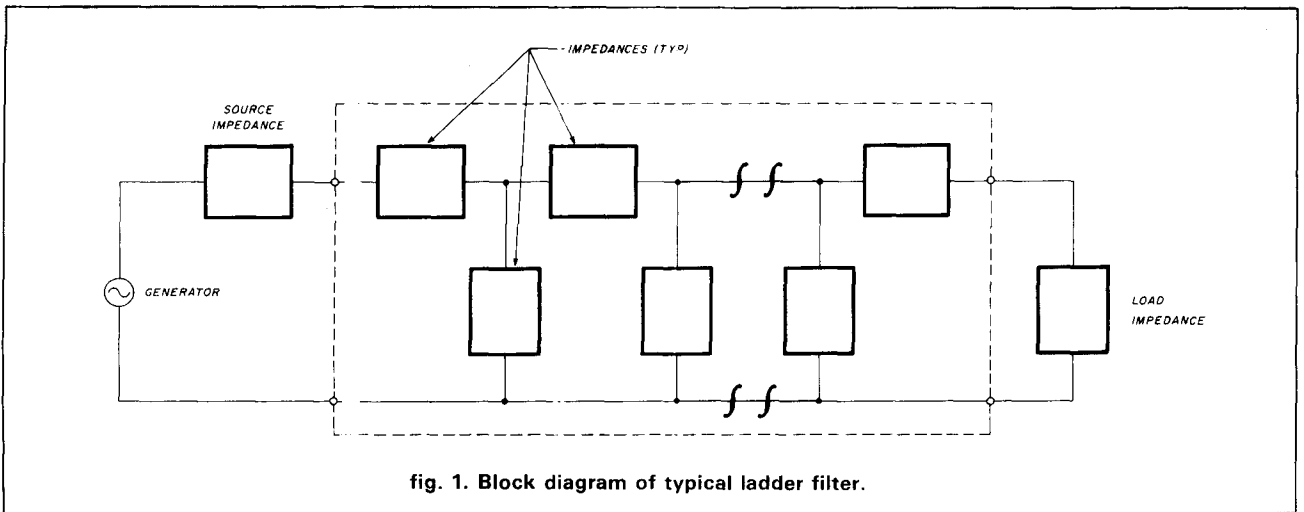 IMPEDANCES (TYP)
SOURCE
IMPEDANCE
GENERATOR
LOAD
IMPEDANCE
fig. 1. Block diagram of typical ladder filter.